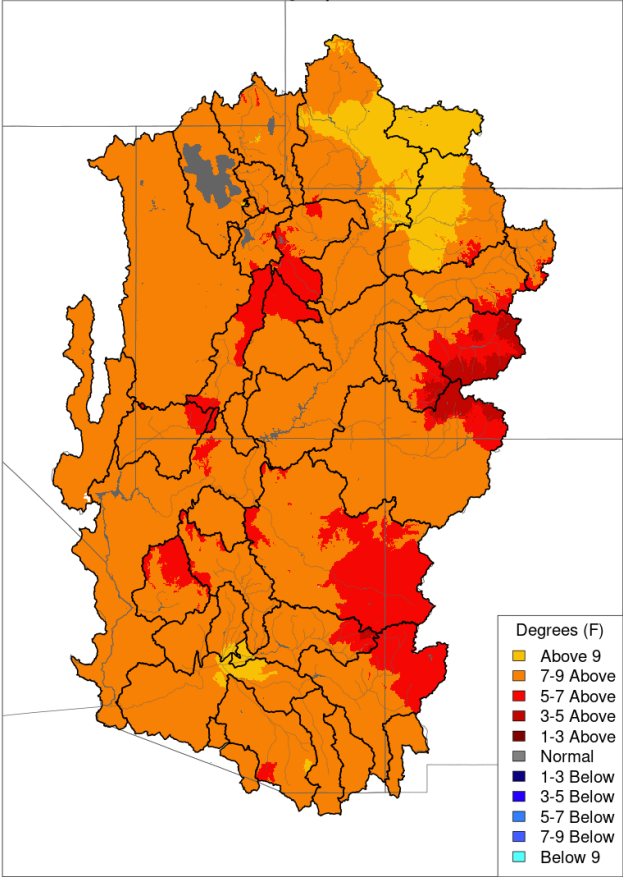 Degrees (F)
Above 9
7-9 Above
5-7 Above
3-5 Above
1-3 Above
Normal
1-3 Below
3-5 Below
5-7 Below
7-9 Below
Below 9